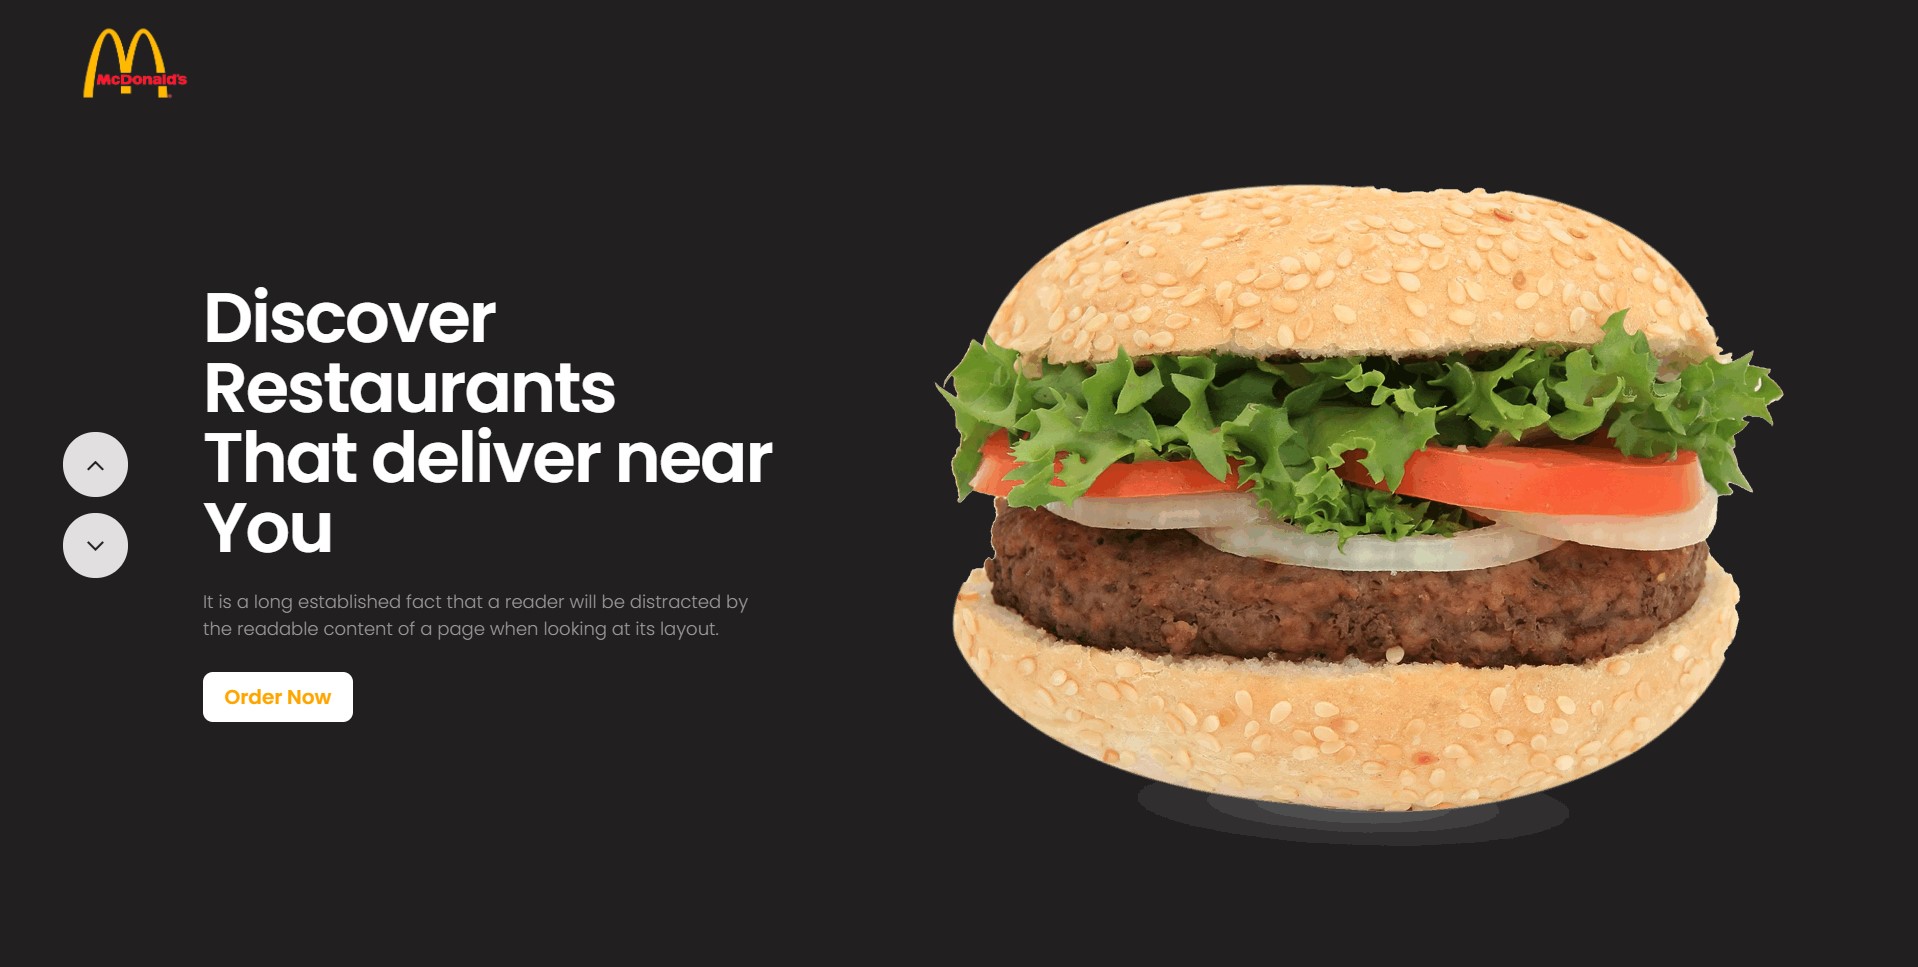 McDonald's
Discover
Restaurants
That deliver near
You
It is a long established fact that a reader will be distracted by
the readable content of a page when looking at its layout.
Order Now